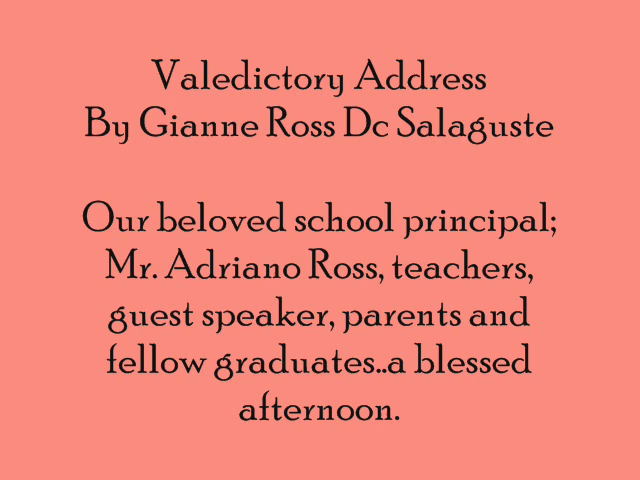 Valedictory Address
By Gianne Ross Dc Salaguste
Our beloved school principal;
Mr. Adriano Ross, teachers,
guest speaker, parents and
fellow graduates..a blessed
afternoon.